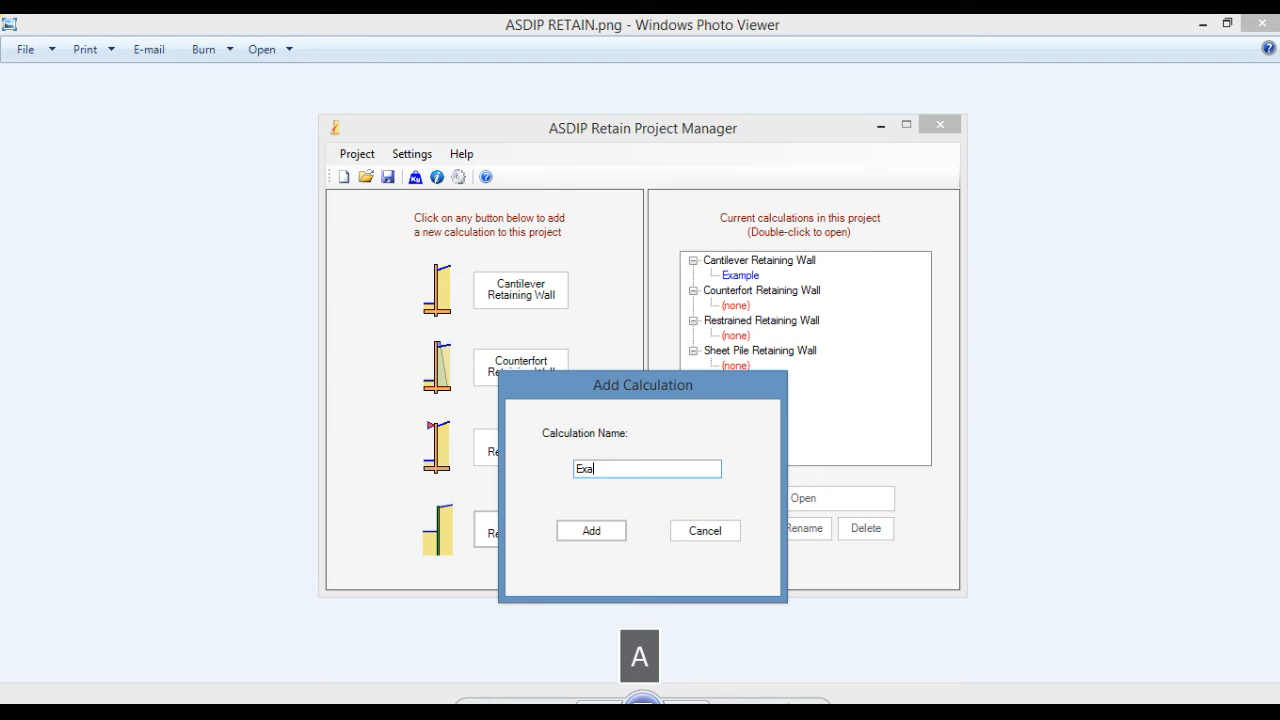 ASDIP RETAIN.png - Windows Photo Viewer
File Print E-mail Burn Open
ASDIP Retain Project Manager
Project Settings Help
Click on any button below to add
a new calculation to this project
Current calculations in this project
(Double-click to open)
Cantilever
Retaining Wall
Counterfort
Cantilever Retaining Wall
Example
Counterfort Retaining Wall
(none)
Restrained Retaining Wall
(none)
Sheet Pile Retaining Wall
(none)
Add Calculation
Calculation Name:
Exa
Add Cancel
Open
Rename Delete
Re
Re
A